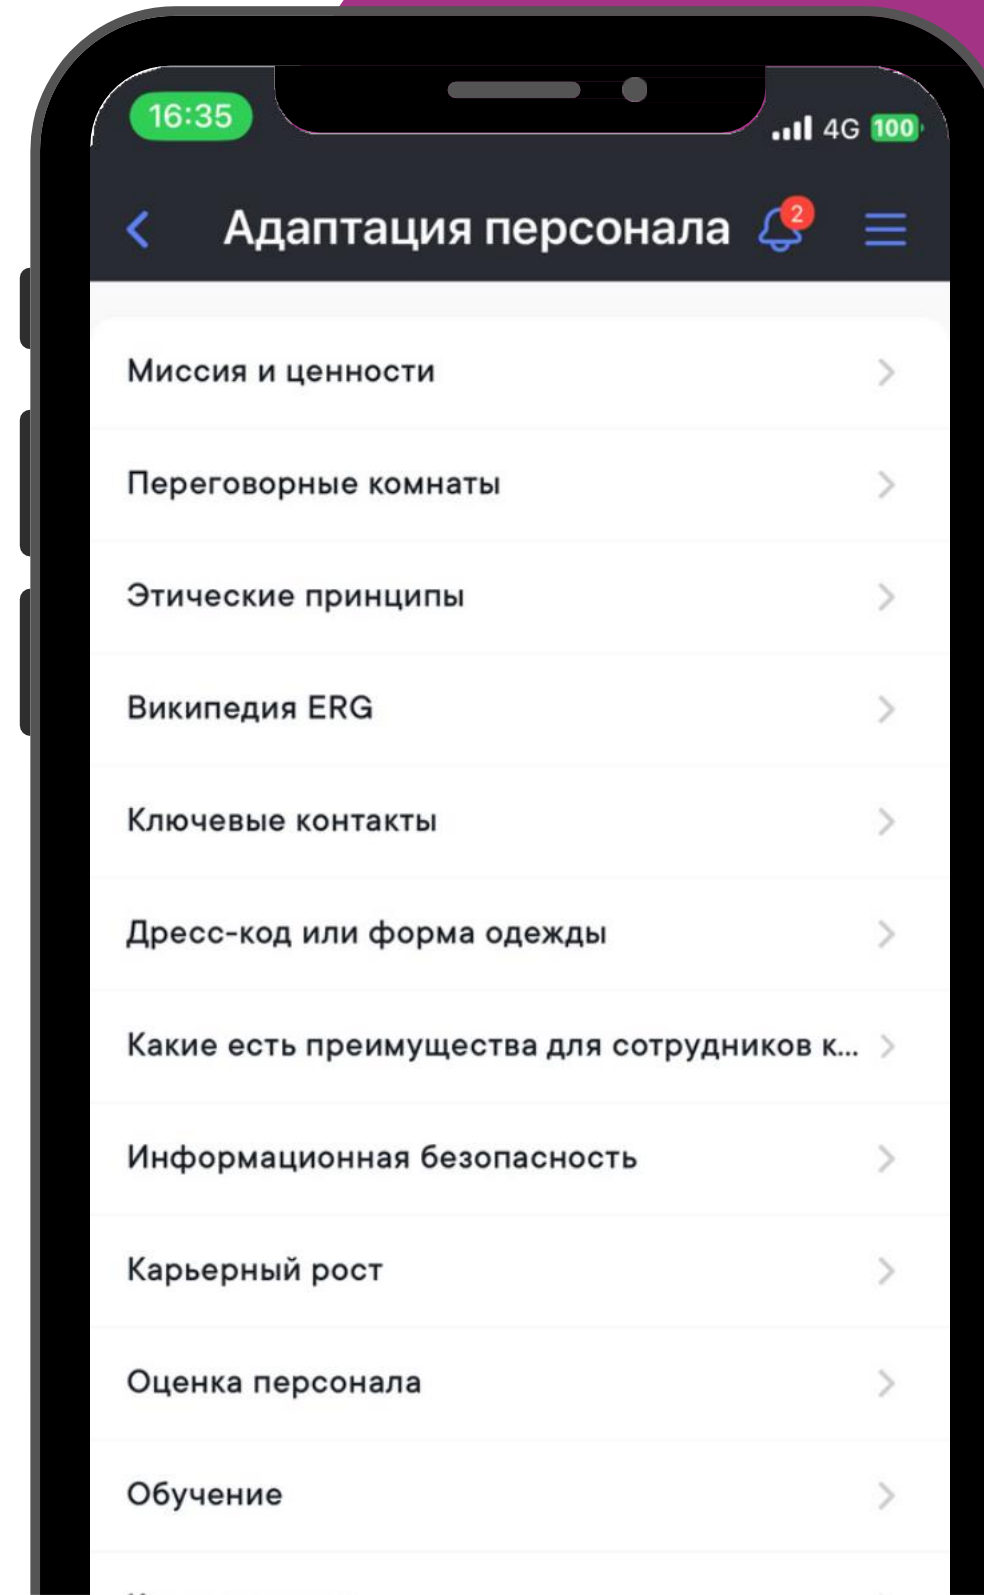 16:35
4G 100
Адаптация персонала 2
Миссия и ценности
Переговорные комнаты
Этические принципы
Википедия ERG
Ключевые контакты
Дресс-код или форма одежды
Какие есть преимущества для сотрудников к...
Информационная безопасность
Карьерный рост
Оценка персонала
Обучение